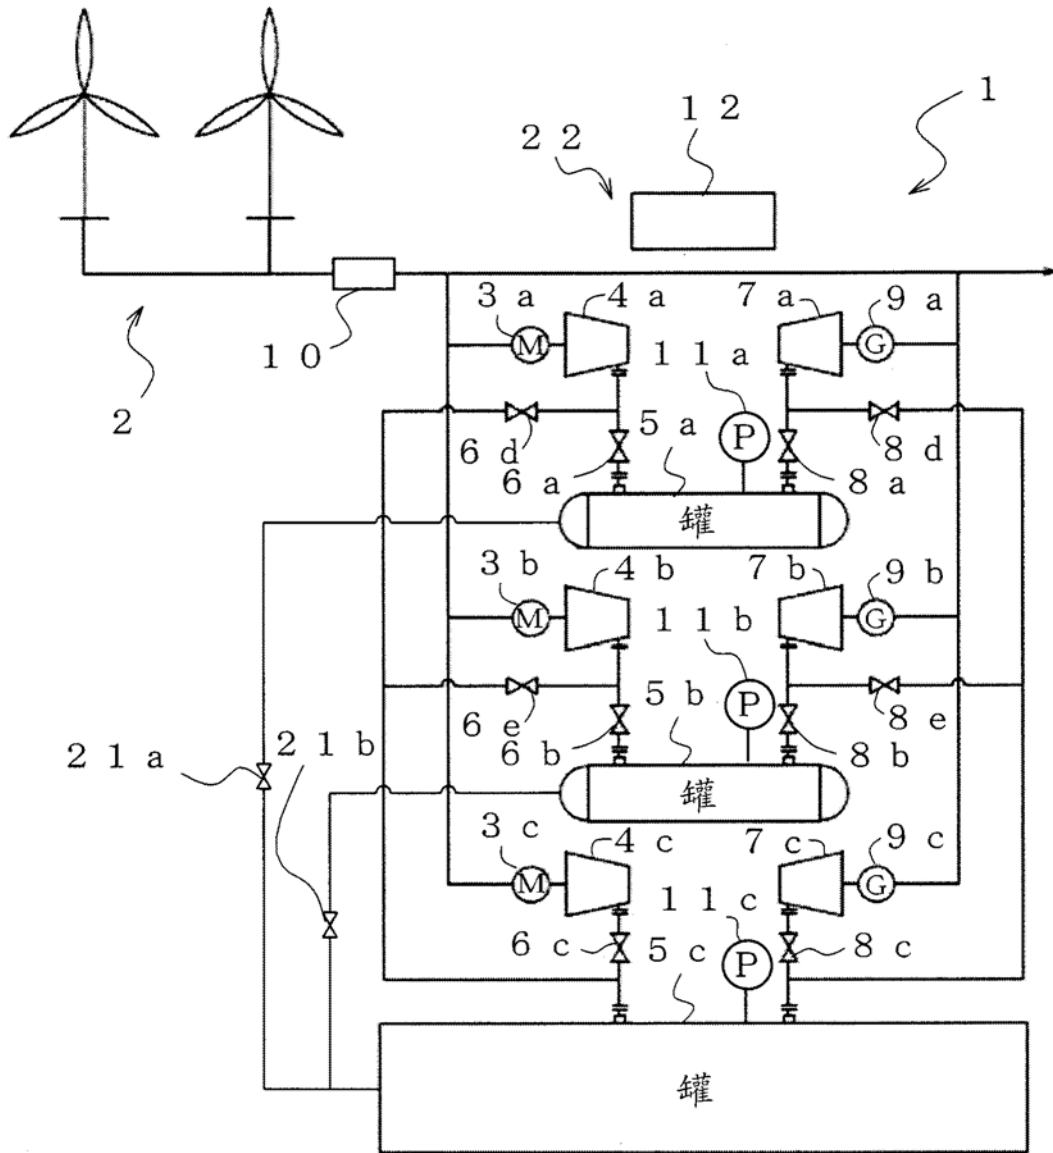 1
1 2
2 2
1 0
2
3 a
4 a
7 a
9 a
M
G
1 1 a
P
5 a
6 d
6 a
8 d
8 a
罐
3 b
4 b
7 b
9 b
M
G
1 1 b
P
5 b
6 e
6 b
8 e
8 b
2 1 a
2 1 b
罐
3 c
4 c
7 c
9 c
M
G
1 1 c
P
6 c
5 c
8 c
罐